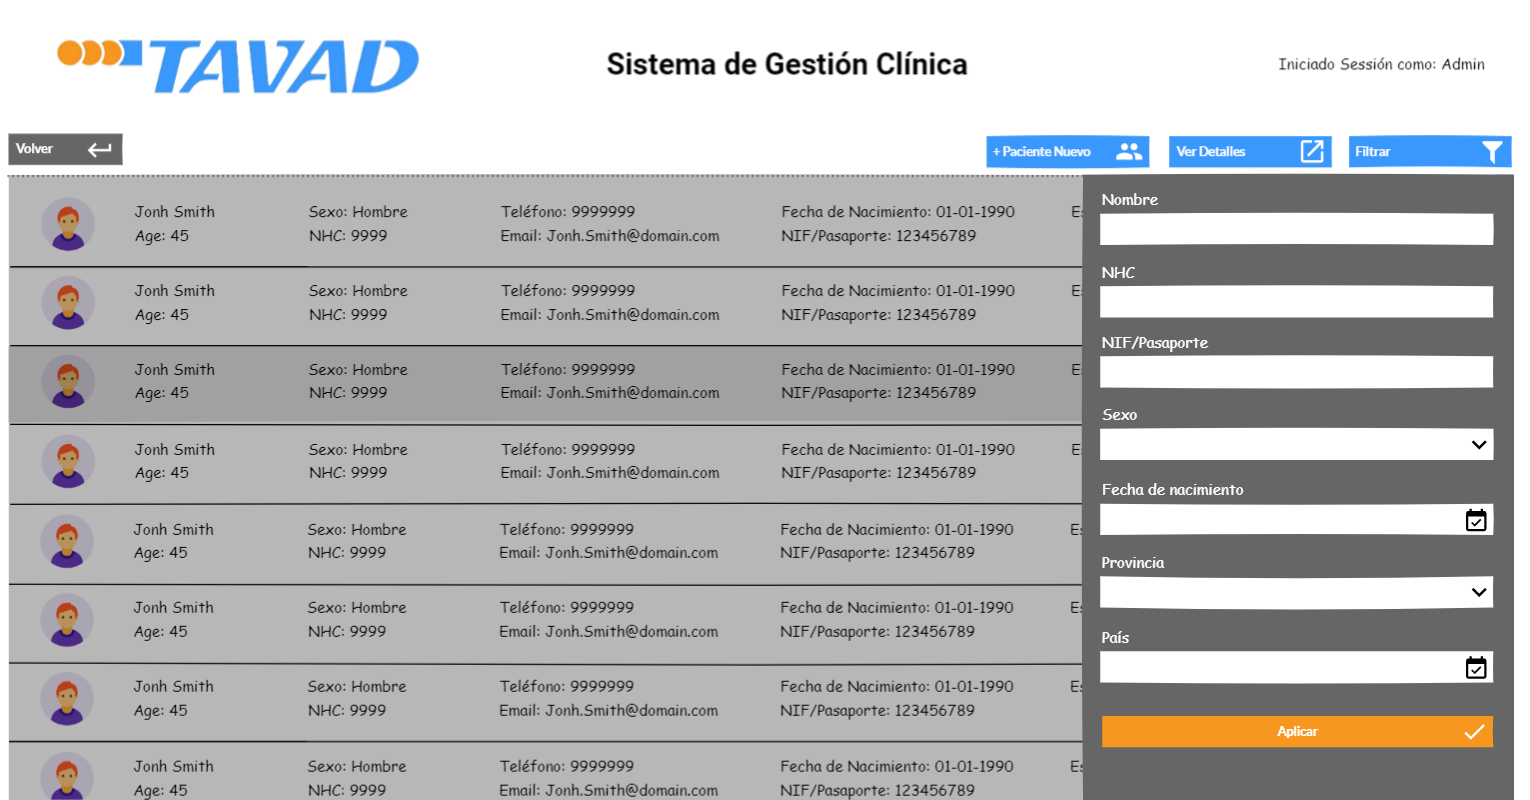 TAVAD
Sistema de Gestión Clínica
Iniciado Sessión como: Admin
Volver
+ Paciente Nuevo
Ver Detalles
Filtrar
Jonh Smith Sexo: Hombre Teléfono: 9999999 Fecha de Nacimiento: 01-01-1990
Age: 45 NHC: 9999 Email: Jonh.Smith@domain.com NIF/Pasaporte: 123456789
Jonh Smith Sexo: Hombre Teléfono: 9999999 Fecha de Nacimiento: 01-01-1990
Age: 45 NHC: 9999 Email: Jonh.Smith@domain.com NIF/Pasaporte: 123456789
Jonh Smith Sexo: Hombre Teléfono: 9999999 Fecha de Nacimiento: 01-01-1990
Age: 45 NHC: 9999 Email: Jonh.Smith@domain.com NIF/Pasaporte: 123456789
Jonh Smith Sexo: Hombre Teléfono: 9999999 Fecha de Nacimiento: 01-01-1990
Age: 45 NHC: 9999 Email: Jonh.Smith@domain.com NIF/Pasaporte: 123456789
Jonh Smith Sexo: Hombre Teléfono: 9999999 Fecha de Nacimiento: 01-01-1990
Age: 45 NHC: 9999 Email: Jonh.Smith@domain.com NIF/Pasaporte: 123456789
Jonh Smith Sexo: Hombre Teléfono: 9999999 Fecha de Nacimiento: 01-01-1990
Age: 45 NHC: 9999 Email: Jonh.Smith@domain.com NIF/Pasaporte: 123456789
Jonh Smith Sexo: Hombre Teléfono: 9999999 Fecha de Nacimiento: 01-01-1990
Age: 45 NHC: 9999 Email: Jonh.Smith@domain.com NIF/Pasaporte: 123456789
Jonh Smith Sexo: Hombre Teléfono: 9999999 Fecha de Nacimiento: 01-01-1990
Age: 45 NHC: 9999 Email: Jonh.Smith@domain.com NIF/Pasaporte: 123456789
Nombre
NHC
NIF/Pasaporte
Sexo
Fecha de nacimiento
Provincia
País
Aplicar